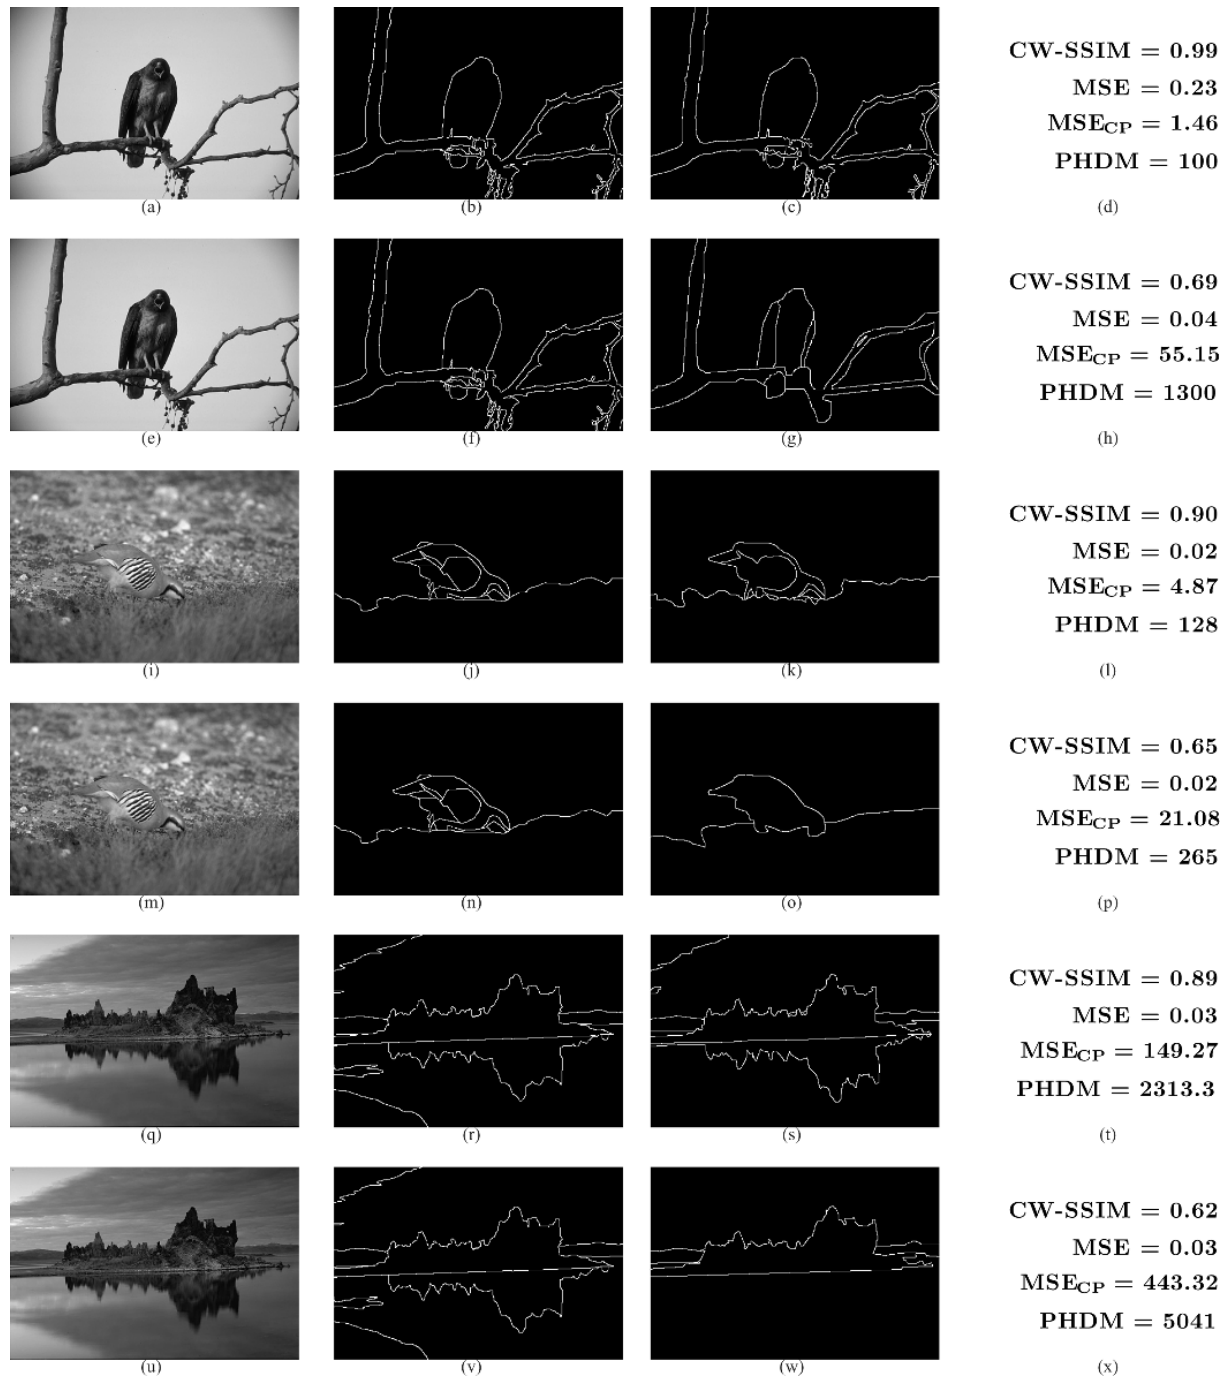 CW-SSIM = 0.99
MSE = 0.23
MSE_CP = 1.46
PHDM = 100
(a) (b) (c) (d)
CW-SSIM = 0.69
MSE = 0.04
MSE_CP = 55.15
PHDM = 1300
(e) (f) (g) (h)
CW-SSIM = 0.90
MSE = 0.02
MSE_CP = 4.87
PHDM = 128
(i) (j) (k) (l)
CW-SSIM = 0.65
MSE = 0.02
MSE_CP = 21.08
PHDM = 265
(m) (n) (o) (p)
CW-SSIM = 0.89
MSE = 0.03
MSE_CP = 149.27
PHDM = 2313.3
(q) (r) (s) (t)
CW-SSIM = 0.62
MSE = 0.03
MSE_CP = 443.32
PHDM = 5041
(u) (v) (w) (x)